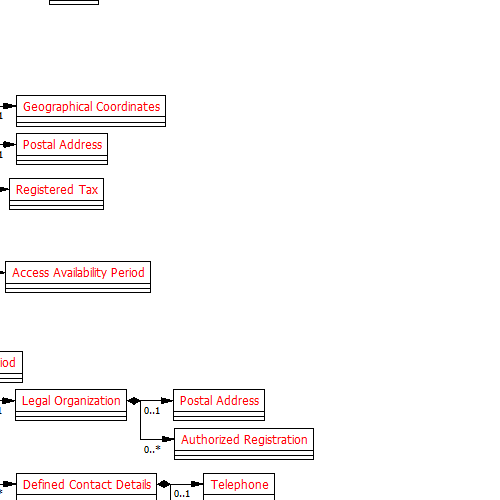 Geographical Coordinates
1
Postal Address
1
Registered Tax
Access Availability Period
iod
Legal Organization
1
0..1
Postal Address
0..*
Authorized Registration
Defined Contact Details
*
0..1
Telephone